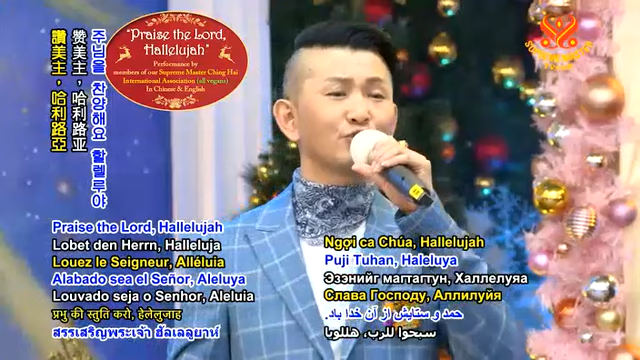 "Praise the Lord,
Hallelujah"
Performance by
members of our Supreme Master Ching Hai
International Association (all vegans)
In Chinese & English
讚美主，哈利路亞
赞美主，哈利路亚
주님을 찬양해요 할렐루야
Praise the Lord, Hallelujah
Lobet den Herrn, Halleluja
Louez le Seigneur, Alléluia
Alabado sea el Señor, Aleluya
Louvado seja o Senhor, Aleluia
प्रभु की स्तुति करो, हेलेलुजाह
สรรเสริญพระเจ้า ฮัลเลลูยาห์
Ngợi ca Chúa, Hallelujah
Puji Tuhan, Haleluya
Эзэнийг магтагтун, Халлелуяа
Слава Господу, Аллилуйя
حمد و ستایش از آن خدا باد.
سبحوا للرب، هللويا